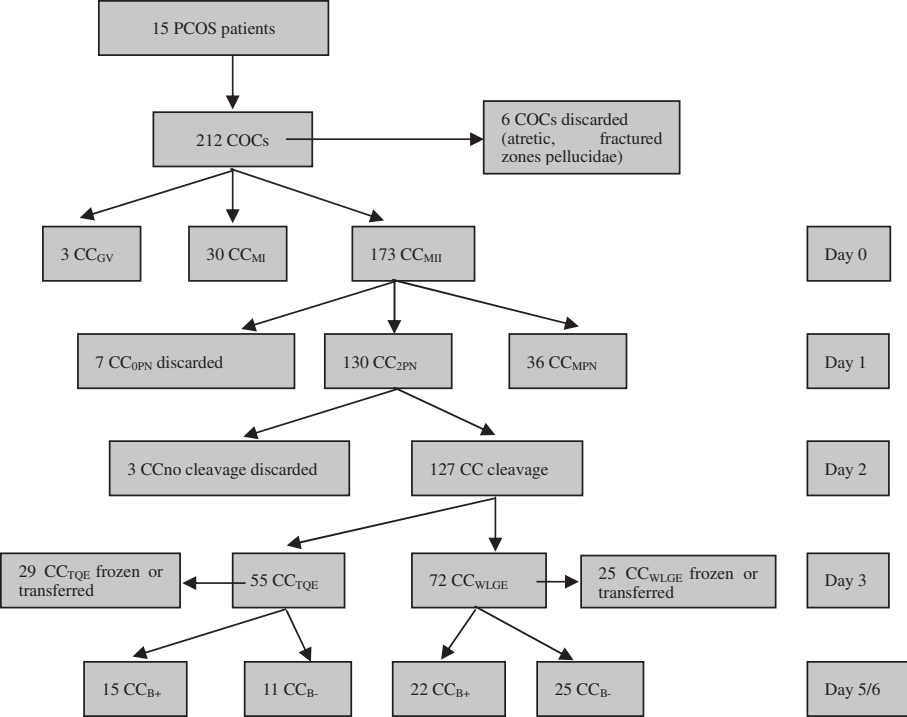 15 PCOS patients
212 COCs
6 COCs discarded
(atretic, fractured
zones pellucidae)
3 CCGV
30 CCMI
173 CCMII
Day 0
7 CC0PN discarded
130 CC2PN
36 CCMPN
Day 1
3 CCno cleavage discarded
127 CC cleavage
Day 2
29 CCTQE frozen or
transferred
55 CCTQE
72 CCWLGE
25 CCWLGE frozen or
transferred
Day 3
15 CCB+
11 CCB-
22 CCB+
25 CCB-
Day 5/6